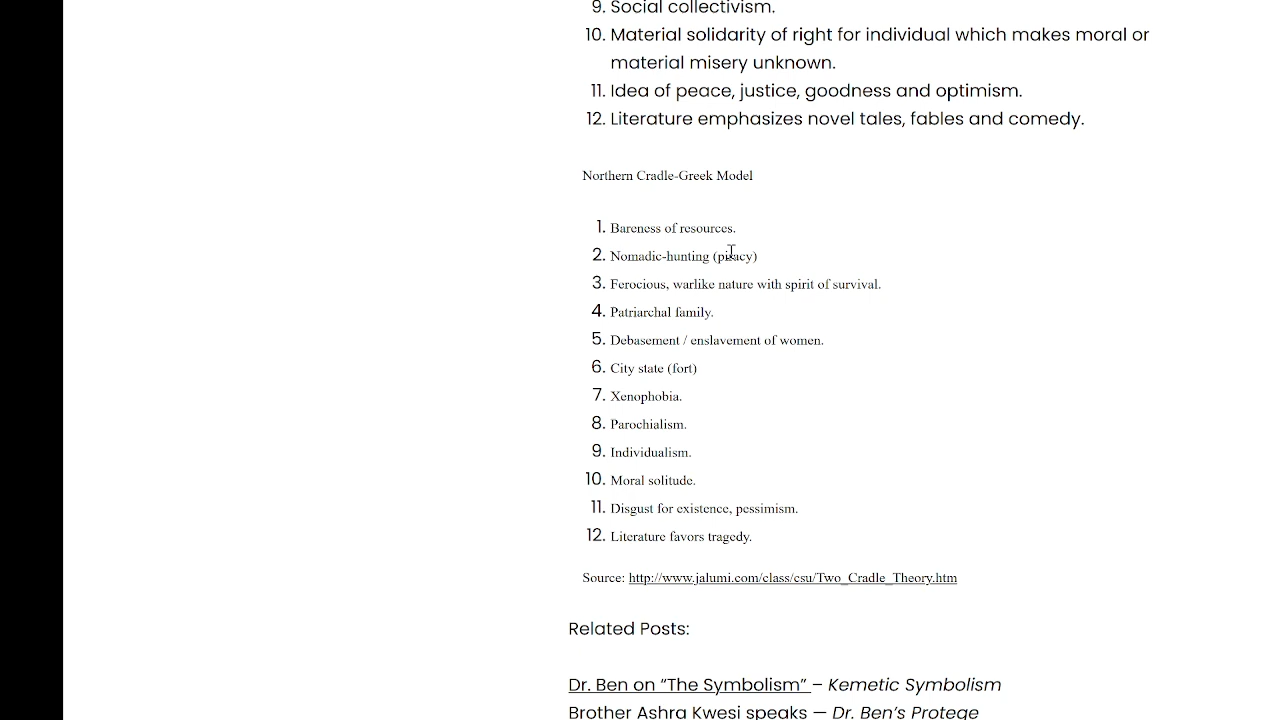 9. Social collectivism.
10. Material solidarity of right for individual which makes moral or
material misery unknown.
11. Idea of peace, justice, goodness and optimism.
12. Literature emphasizes novel tales, fables and comedy.
Northern Cradle-Greek Model
1. Bareness of resources.
2. Nomadic-hunting (piracy)
3. Ferocious, warlike nature with spirit of survival.
4. Patriarchal family.
5. Debasement / enslavement of women.
6. City state (fort)
7. Xenophobia.
8. Parochialism.
9. Individualism.
10. Moral solitude.
11. Disgust for existence, pessimism.
12. Literature favors tragedy.
Source: http://www.jalumi.com/class/csu/Two_Cradle_Theory.htm
Related Posts:
Dr. Ben on “The Symbolism” – Kemetic Symbolism
Brother Ashra Kwesi speaks — Dr. Ben’s Protege